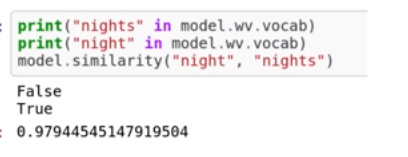 print("nights" in model.wv.vocab)
print("night" in model.wv.vocab)
model.similarity("night", "nights")
False
True
0.97944545147919504